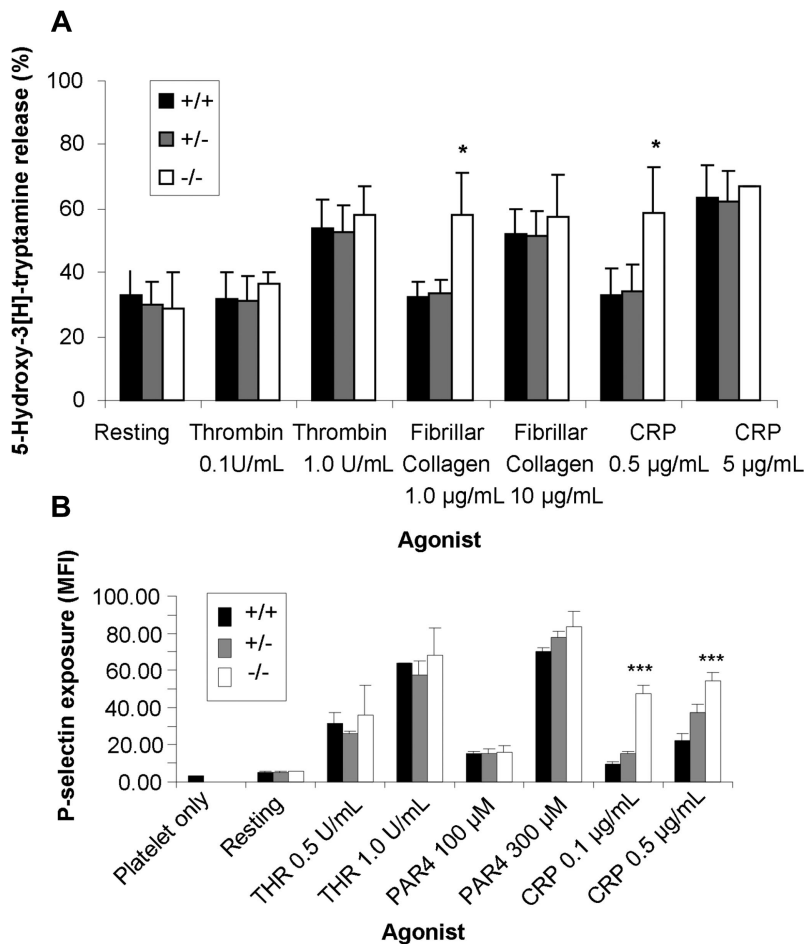 A
5-Hydroxy-3[H]-tryptamine release (%)
100
80
60
40
20
0
+/+
+/-
-/-
*
*
Resting
Thrombin
0.1U/mL
Thrombin
1.0 U/mL
Fibrillar
Collagen
1.0 µg/mL
Fibrillar
Collagen
10 µg/mL
CRP
0.5 µg/mL
CRP
5 µg/mL
Agonist
B
P-selectin exposure (MFI)
100.00
80.00
60.00
40.00
20.00
0.00
+/+
+/-
-/-
***
***
Platelet only
Resting
THR 0.5 U/mL
THR 1.0 U/mL
PAR4 100 µM
PAR4 300 µM
CRP 0.1 µg/mL
CRP 0.5 µg/mL
Agonist